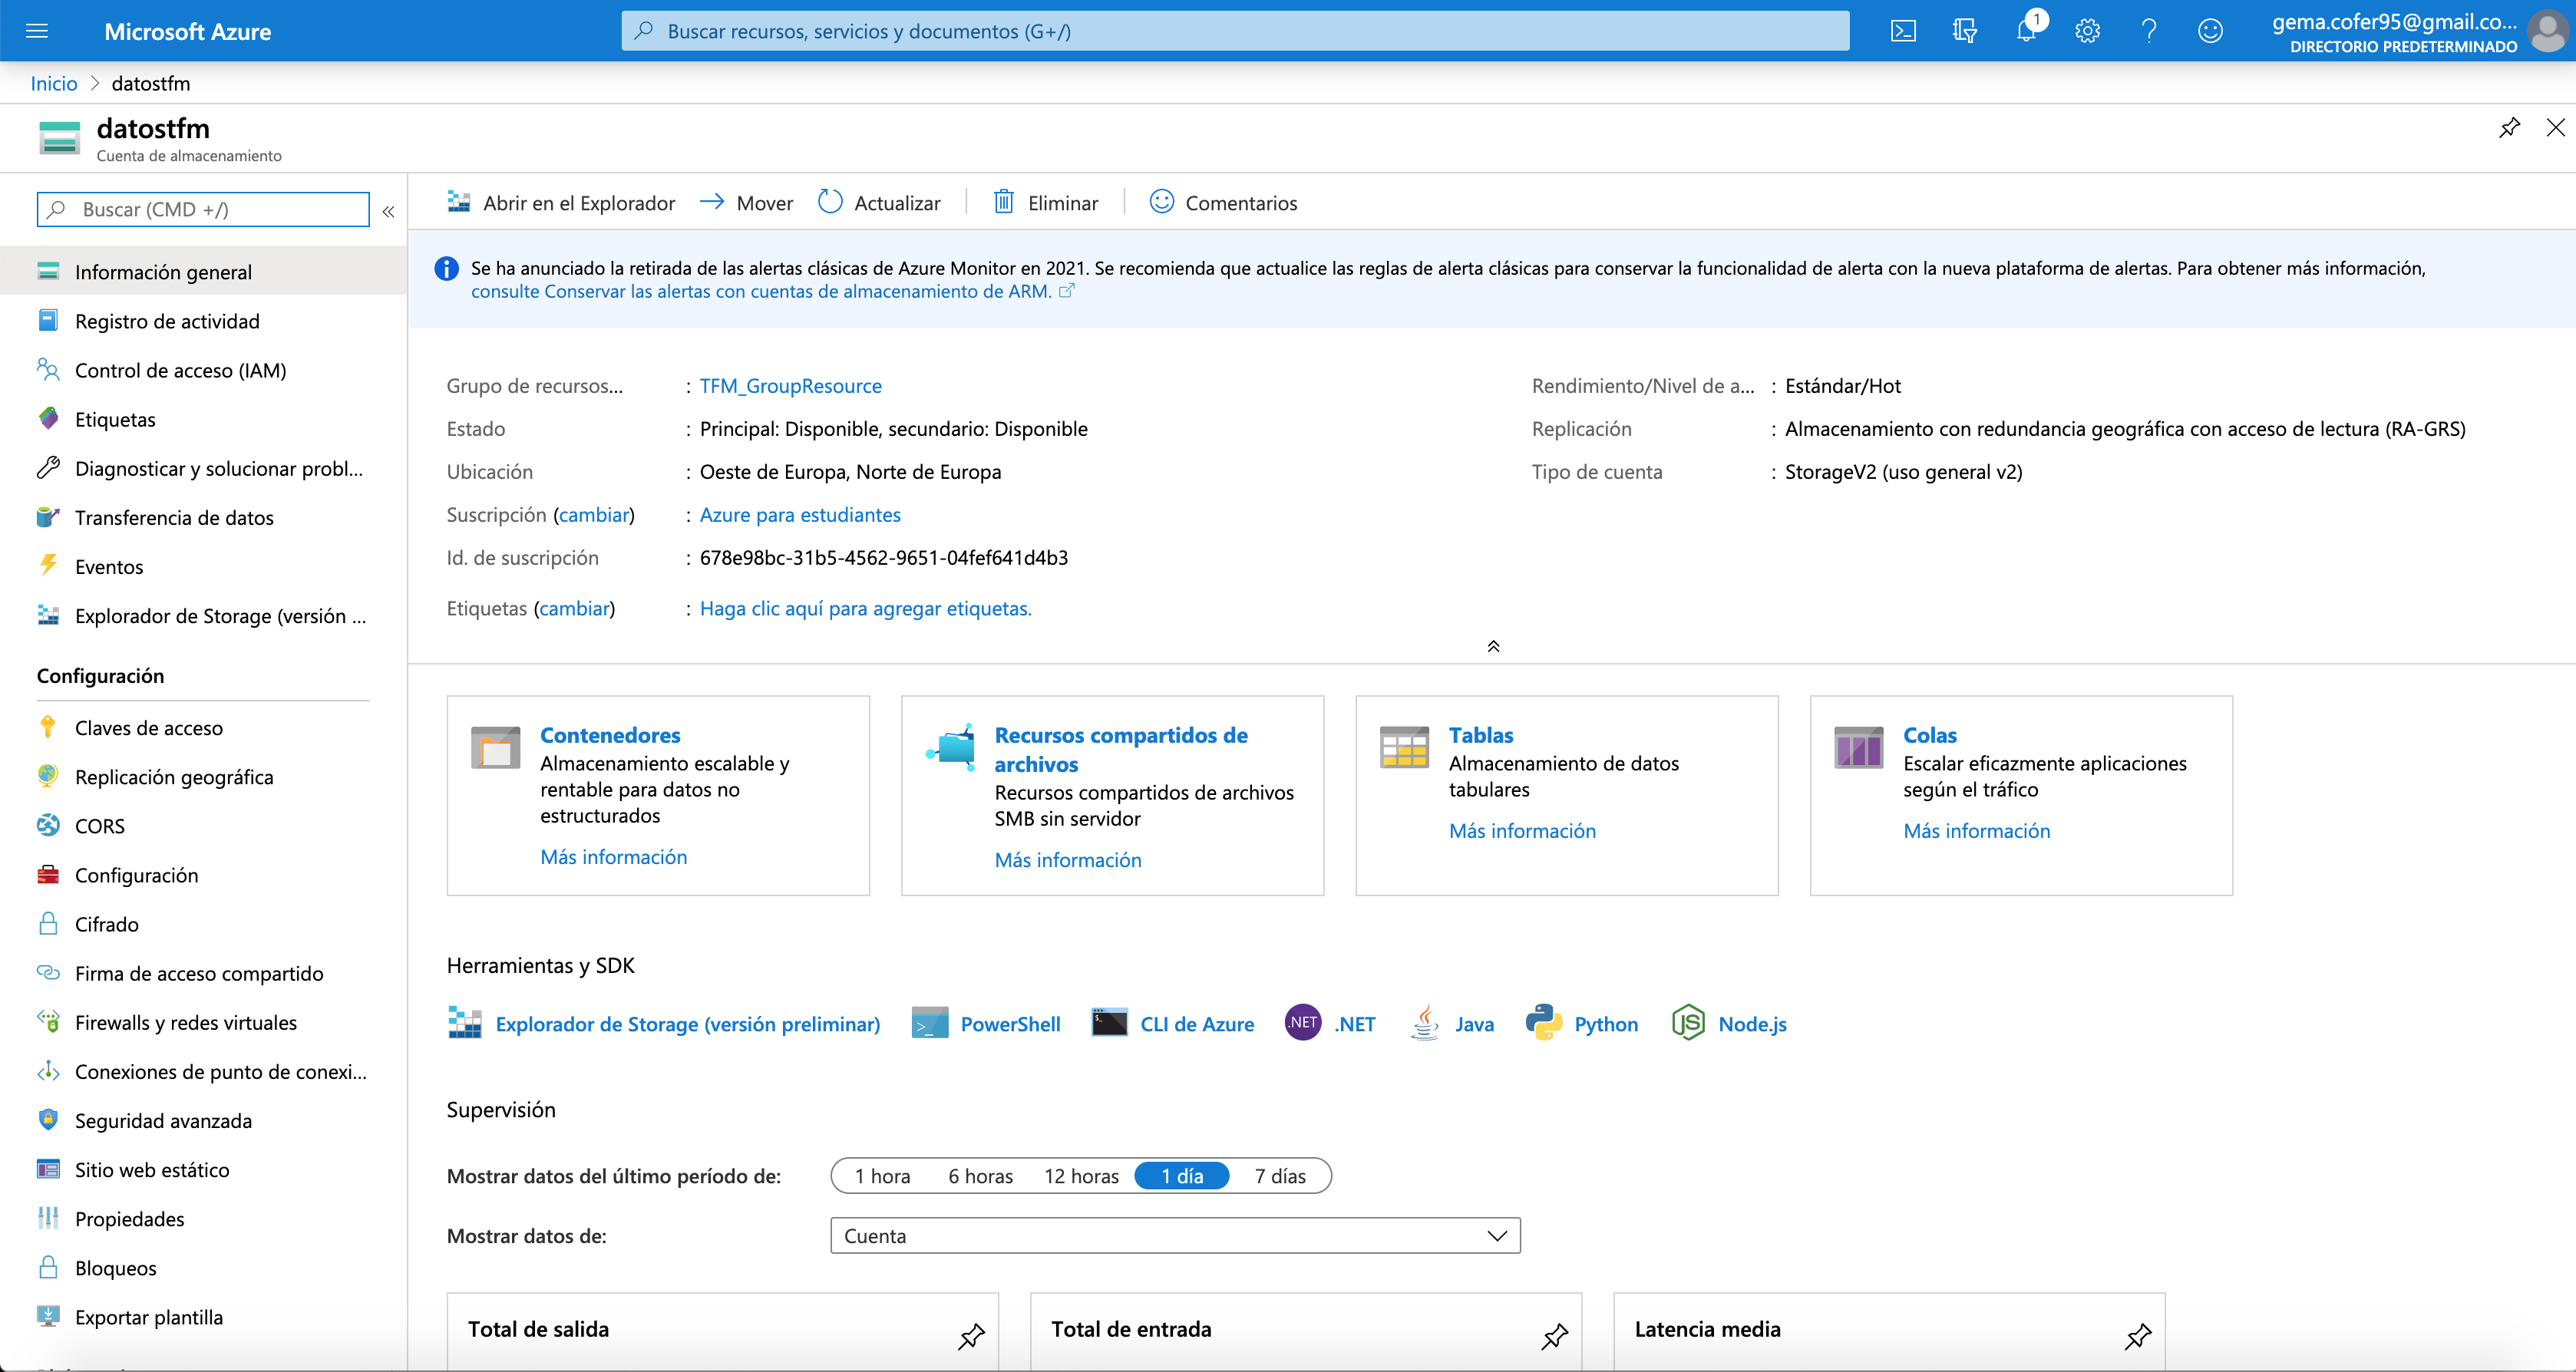 Microsoft Azure
Buscar recursos, servicios y documentos (G+/)
1
gema.cofer95@gmail.co...
DIRECTORIO PREDETERMINADO
Inicio > datostfm
datostfm
Cuenta de almacenamiento
Buscar (CMD +/)
«
Información general
Registro de actividad
Control de acceso (IAM)
Etiquetas
Diagnosticar y solucionar probl...
Transferencia de datos
Eventos
Explorador de Storage (versión ...
Configuración
Claves de acceso
Replicación geográfica
CORS
Configuración
Cifrado
Firma de acceso compartido
Firewalls y redes virtuales
Conexiones de punto de conexi...
Seguridad avanzada
Sitio web estático
Propiedades
Bloqueos
Exportar plantilla
Abrir en el Explorador
Mover
Actualizar
Eliminar
Comentarios
Se ha anunciado la retirada de las alertas clásicas de Azure Monitor en 2021. Se recomienda que actualice las reglas de alerta clásicas para conservar la funcionalidad de alerta con la nueva plataforma de alertas. Para obtener más información,
consulte Conservar las alertas con cuentas de almacenamiento de ARM.
Grupo de recursos... : TFM_GroupResource
Estado : Principal: Disponible, secundario: Disponible
Ubicación : Oeste de Europa, Norte de Europa
Suscripción (cambiar) : Azure para estudiantes
Id. de suscripción : 678e98bc-31b5-4562-9651-04fef641d4b3
Etiquetas (cambiar) : Haga clic aquí para agregar etiquetas.
Rendimiento/Nivel de a... : Estándar/Hot
Replicación : Almacenamiento con redundancia geográfica con acceso de lectura (RA-GRS)
Tipo de cuenta : StorageV2 (uso general v2)
Contenedores
Almacenamiento escalable y
rentable para datos no
estructurados
Más información
Recursos compartidos de
archivos
Recursos compartidos de archivos
SMB sin servidor
Más información
Tablas
Almacenamiento de datos
tabulares
Más información
Colas
Escalar eficazmente aplicaciones
según el tráfico
Más información
Herramientas y SDK
Explorador de Storage (versión preliminar)
PowerShell
CLI de Azure
.NET
.NET
Java
Python
JS
Node.js
Supervisión
Mostrar datos del último período de:
1 hora
6 horas
12 horas
1 día
7 días
Mostrar datos de:
Cuenta
Total de salida
Total de entrada
Latencia media